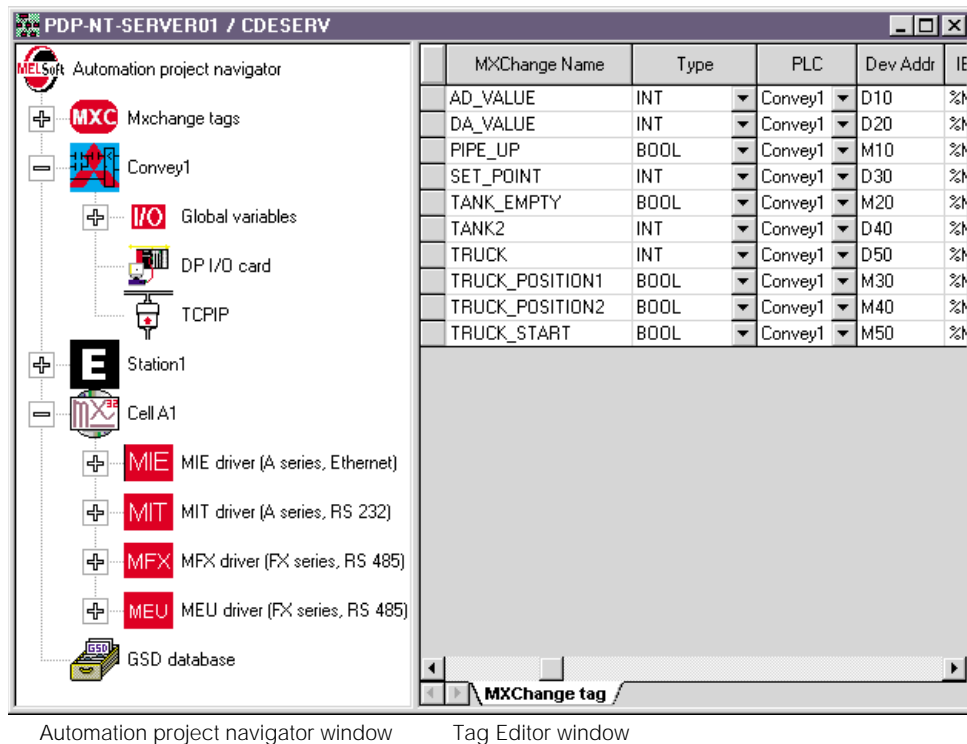 PDP-NT-SERVER01 / CDESERV
MELSoft Automation project navigator
MXC Mxchange tags
Convey1
I/O Global variables
DP I/O card
TCPIP
E Station1
mx 32 Cell A1
MIE MIE driver (A series, Ethernet)
MIT MIT driver (A series, RS 232)
MFX MFX driver (FX series, RS 485)
MEU MEU driver (FX series, RS 485)
GSD GSD database
MXChange Name Type PLC Dev Addr IE
AD_VALUE INT Convey1 D10 %M
DA_VALUE INT Convey1 D20 %M
PIPE_UP BOOL Convey1 M10 %M
SET_POINT INT Convey1 D30 %M
TANK_EMPTY BOOL Convey1 M20 %M
TANK2 INT Convey1 D40 %M
TRUCK INT Convey1 D50 %M
TRUCK_POSITION1 BOOL Convey1 M30 %M
TRUCK_POSITION2 BOOL Convey1 M40 %M
TRUCK_START BOOL Convey1 M50 %M
MXChange tag
Automation project navigator window Tag Editor window